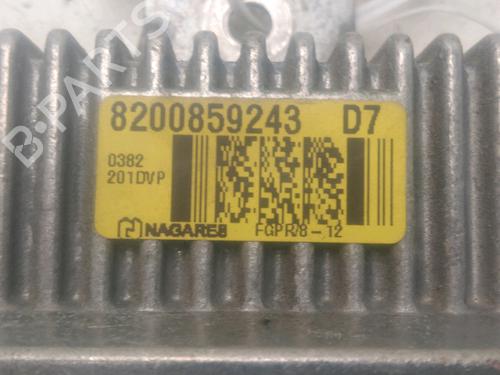 8200859243 D7
0382
201DVP
NAGARES FGPR/8-12
B-PARTS